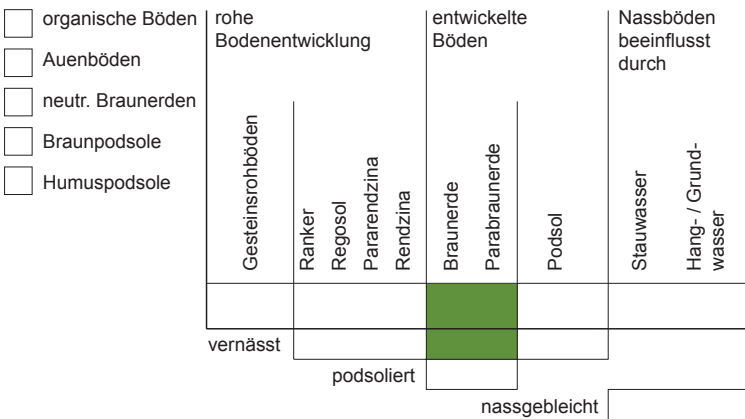 organische Böden
Auenböden
neutr. Braunerden
Braunpodsole
Humuspodsole
rohe
Bodenentwicklung
entwickelte
Böden
Nassböden
beeinflusst
durch
Gesteinsrohböden
Ranker
Regosol
Pararendzina
Rendzina
Braunerde
Parabraunerde
Podsol
Stauwasser
Hang- / Grund-
wasser
vernässt
podsoliert
nassgebleicht